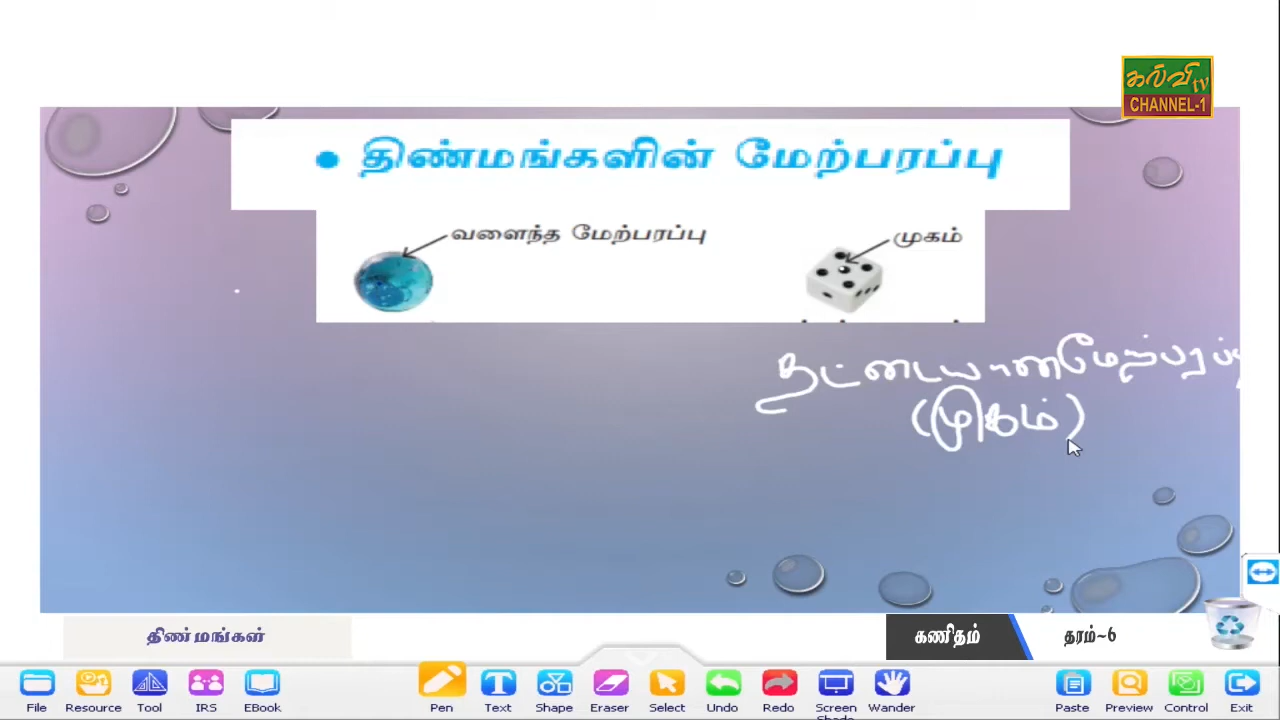 கல்வி tv
CHANNEL-1
• திண்மங்களின் மேற்பரப்பு
வளைந்த மேற்பரப்பு
முகம்
தட்டையான மேற்பரப்பு
(முகம்)
திண்மங்கள்
கணிதம்
தரம்-6
File Resource Tool IRS EBook Pen Text Shape Eraser Select Undo Redo Screen Wander Paste Preview Control Exit